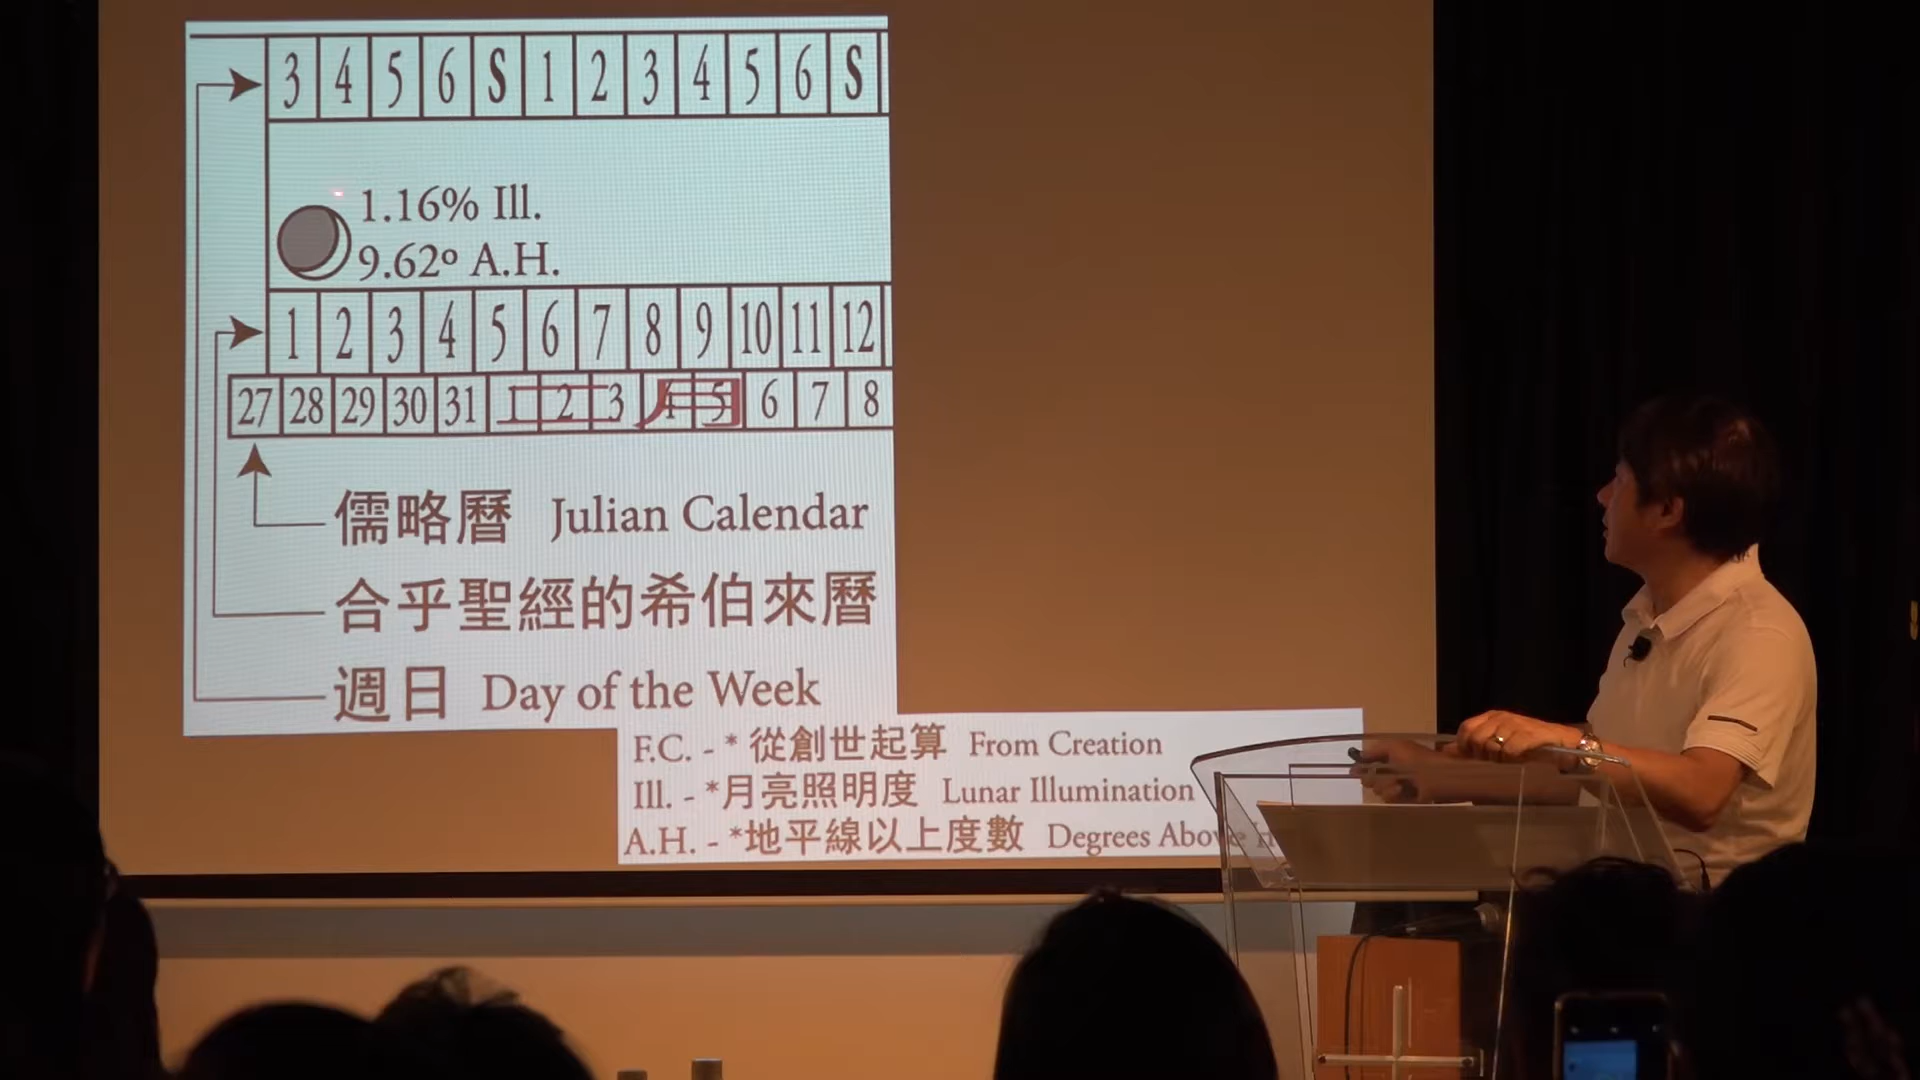 3 4 5 6 S 1 2 3 4 5 6 S
1.16% Ill.
9.62º A.H.
1 2 3 4 5 6 7 8 9 10 11 12
27 28 29 30 31 1 2 3 4 5 6 7 8
儒略曆 Julian Calendar
合乎聖經的希伯來曆
週日 Day of the Week
F.C. - * 從創世起算 From Creation
Ill. - *月亮照明度 Lunar Illumination
A.H. - *地平線以上度數 Degrees Above